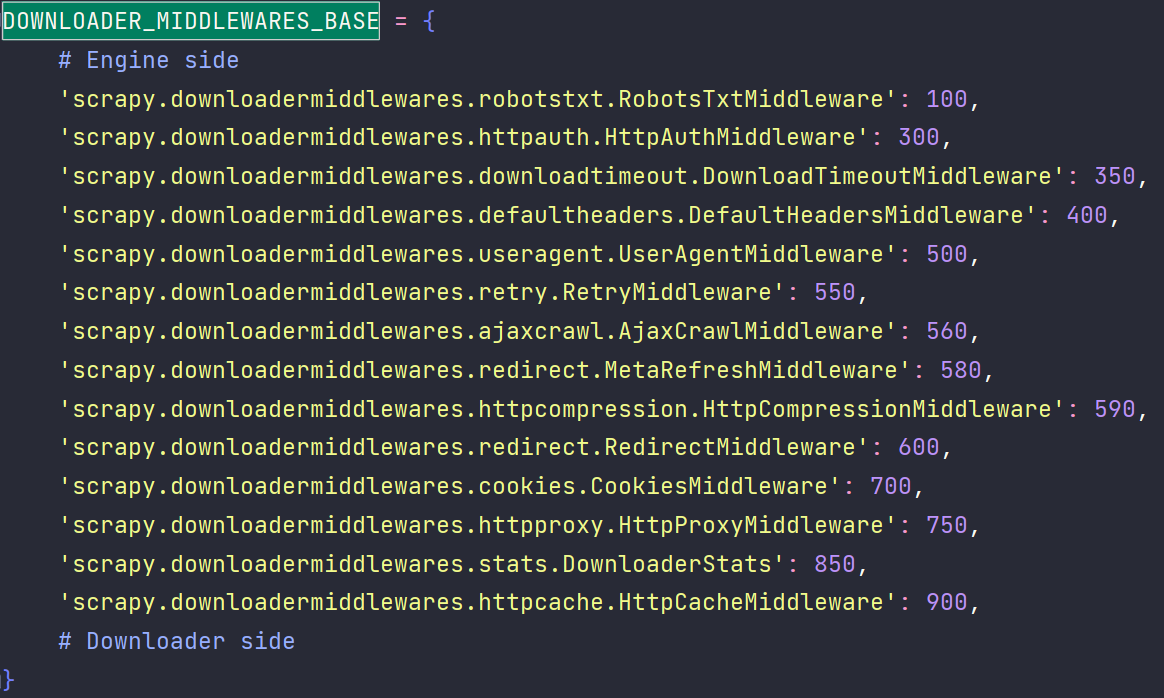 DOWNLOADER_MIDDLEWARES_BASE = {
    # Engine side
    'scrapy.downloadermiddlewares.robotstxt.RobotsTxtMiddleware': 100,
    'scrapy.downloadermiddlewares.httpauth.HttpAuthMiddleware': 300,
    'scrapy.downloadermiddlewares.downloadtimeout.DownloadTimeoutMiddleware': 350,
    'scrapy.downloadermiddlewares.defaultheaders.DefaultHeadersMiddleware': 400,
    'scrapy.downloadermiddlewares.useragent.UserAgentMiddleware': 500,
    'scrapy.downloadermiddlewares.retry.RetryMiddleware': 550,
    'scrapy.downloadermiddlewares.ajaxcrawl.AjaxCrawlMiddleware': 560,
    'scrapy.downloadermiddlewares.redirect.MetaRefreshMiddleware': 580,
    'scrapy.downloadermiddlewares.httpcompression.HttpCompressionMiddleware': 590,
    'scrapy.downloadermiddlewares.redirect.RedirectMiddleware': 600,
    'scrapy.downloadermiddlewares.cookies.CookiesMiddleware': 700,
    'scrapy.downloadermiddlewares.httpproxy.HttpProxyMiddleware': 750,
    'scrapy.downloadermiddlewares.stats.DownloaderStats': 850,
    'scrapy.downloadermiddlewares.httpcache.HttpCacheMiddleware': 900,
    # Downloader side
}